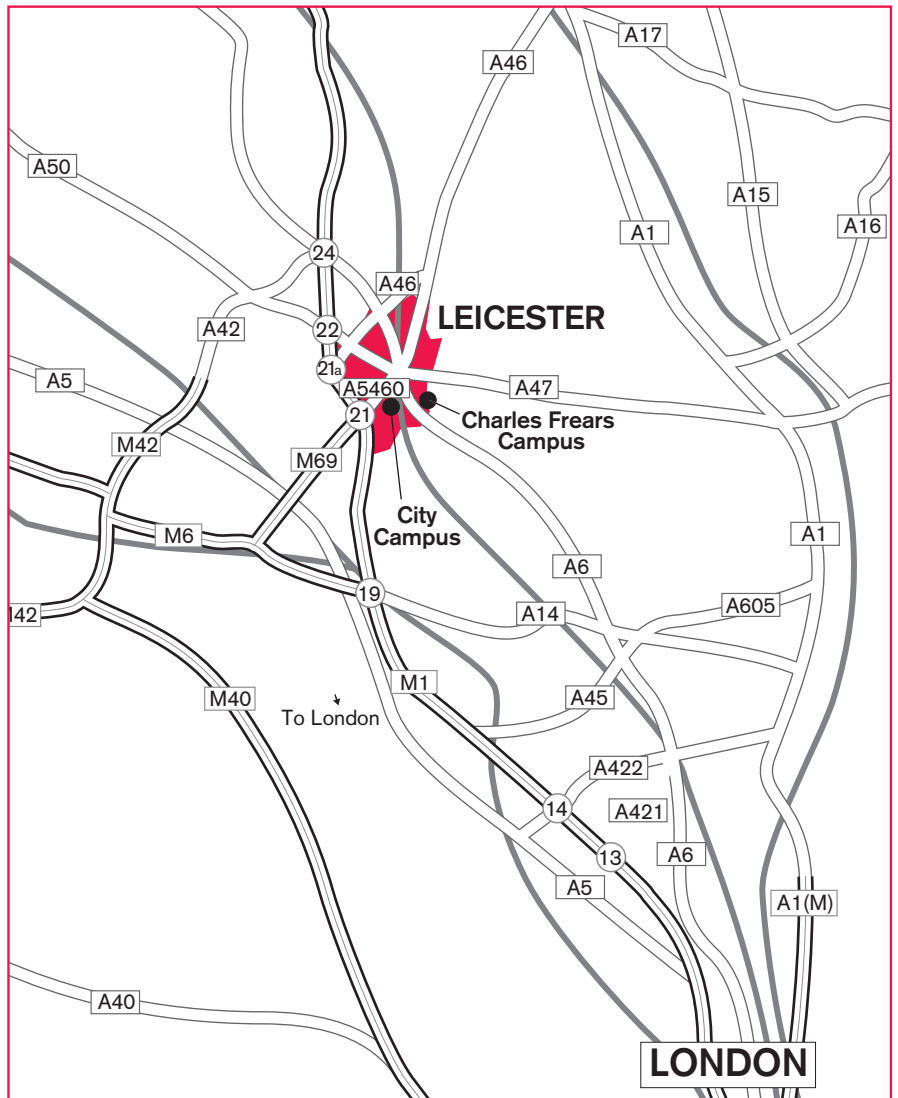 A17
A46
A50
A15
A1
A16
24
A46
LEICESTER
A42
22
21a
A5
A5460
A47
21
Charles Frears
Campus
M42
M69
City
Campus
M6
A1
A6
19
A605
142
A14
M1
M40
A45
To London
A422
14
A421
13
A6
A5
A1(M)
A40
LONDON